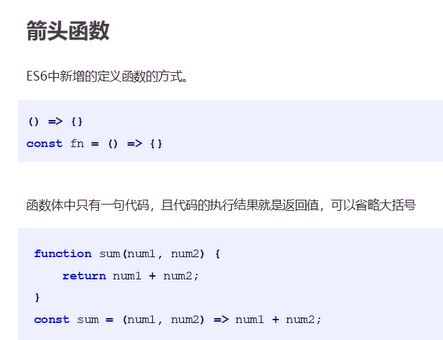 箭头函数
ES6中新增的定义函数的方式。
() => {}
const fn = () => {}
函数体中只有一句代码，且代码的执行结果就是返回值，可以省略大括号
function sum(num1, num2) {
    return num1 + num2;
}
const sum = (num1, num2) => num1 + num2;